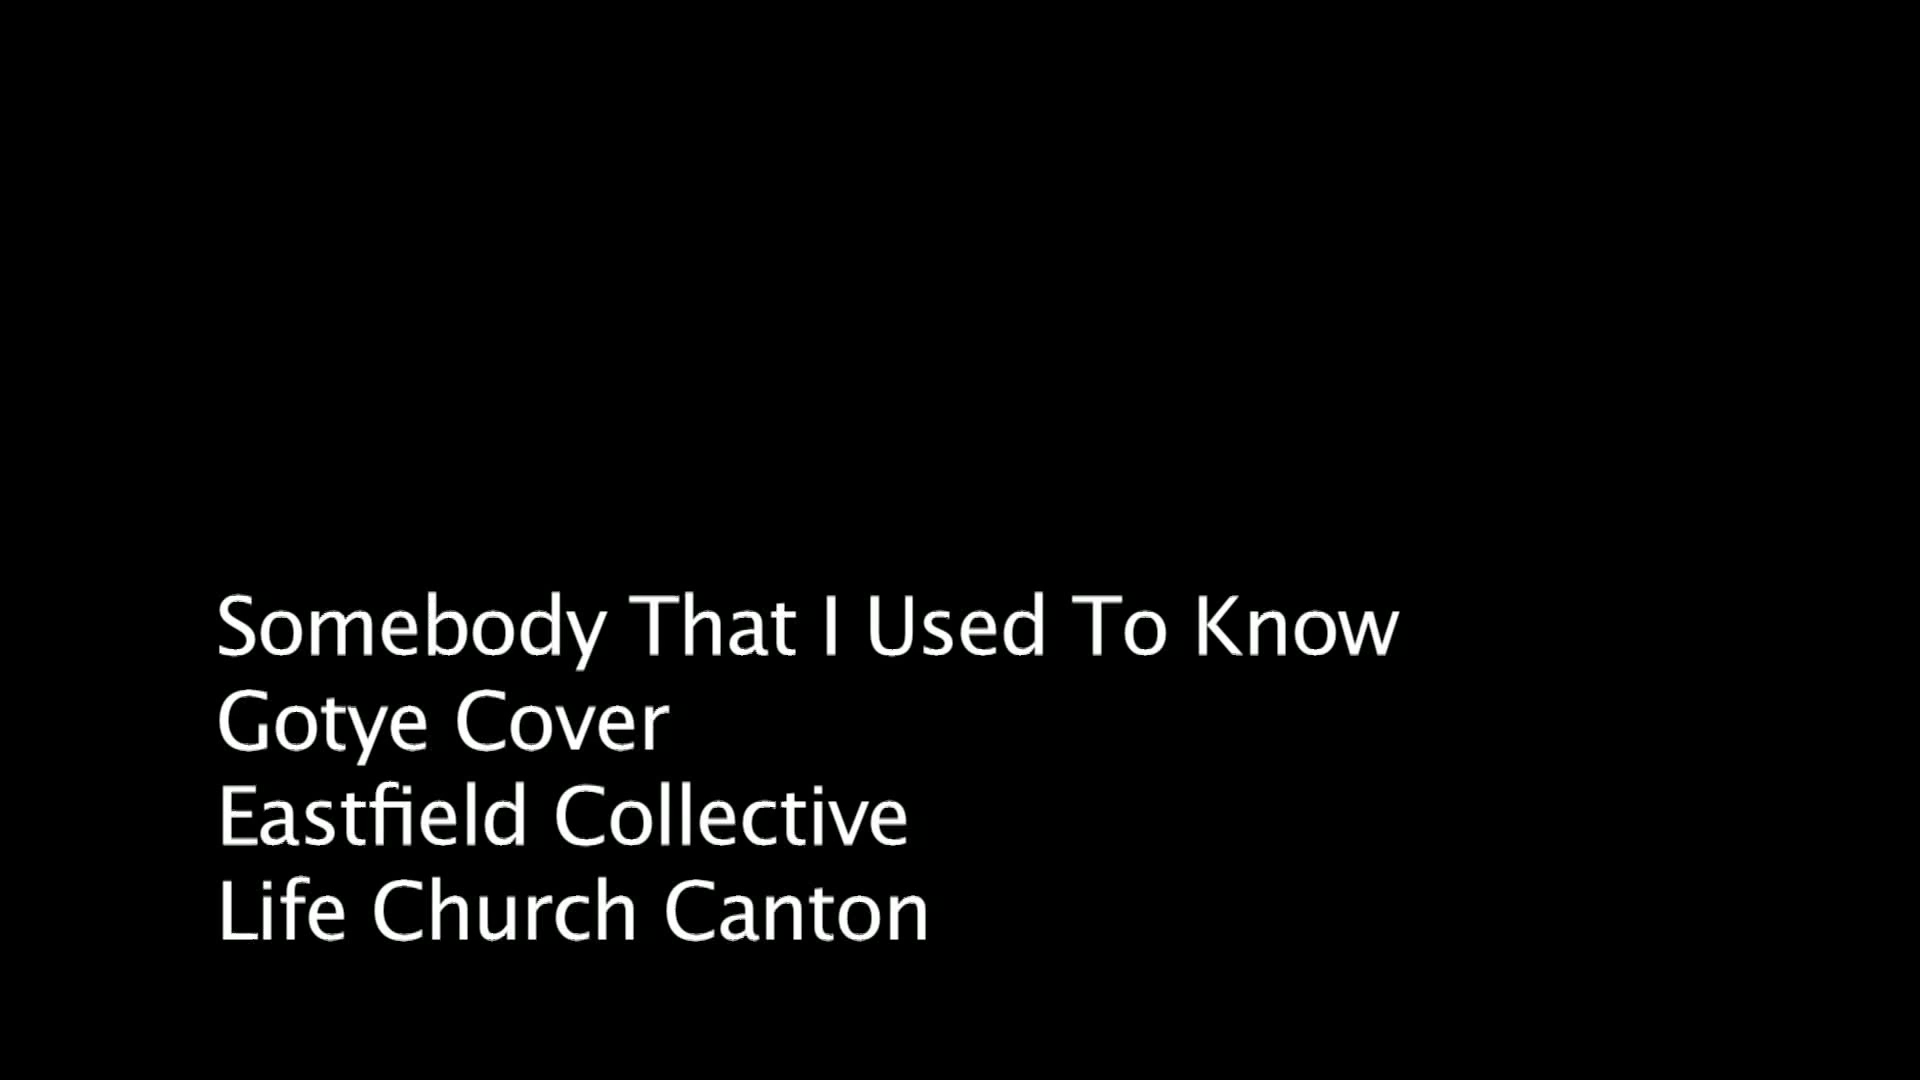 Somebody That I Used To Know
Gotye Cover
Eastfield Collective
Life Church Canton